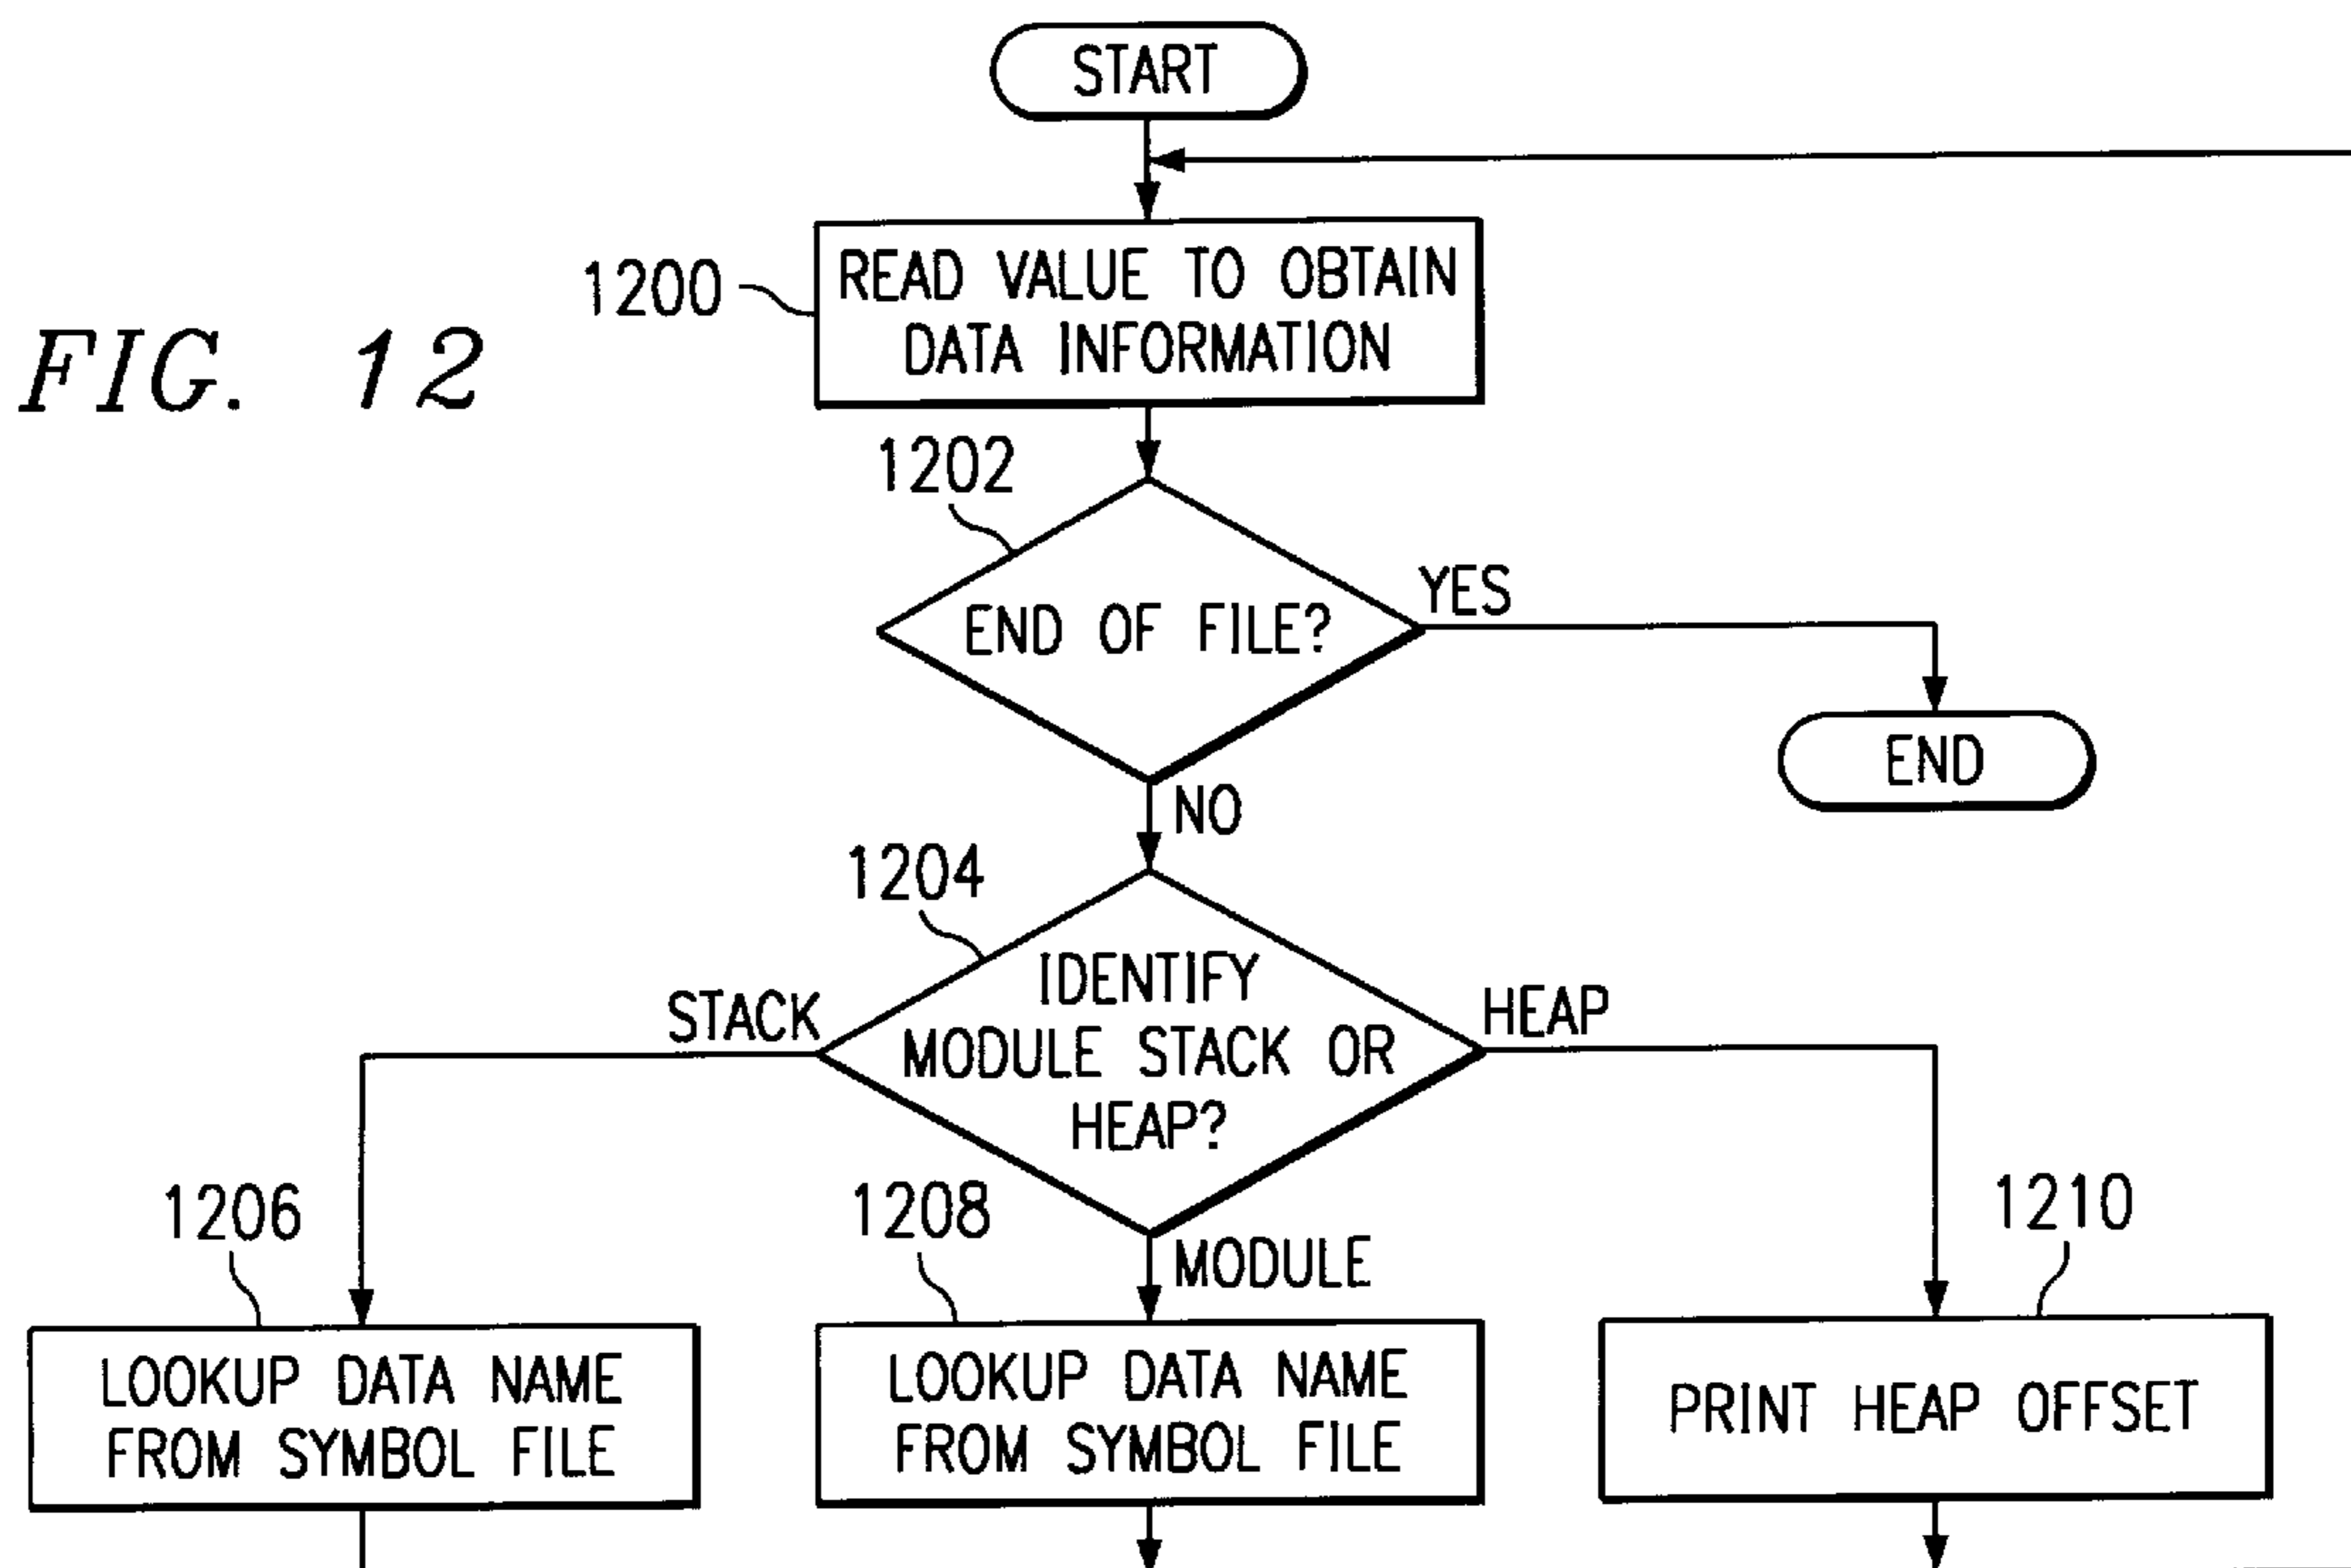 START
1200
READ VALUE TO OBTAIN
DATA INFORMATION
FIG. 12
1202
END OF FILE?
YES
END
NO
1204
IDENTIFY
MODULE STACK OR
HEAP?
STACK
HEAP
MODULE
1206
1208
1210
LOOKUP DATA NAME
FROM SYMBOL FILE
LOOKUP DATA NAME
FROM SYMBOL FILE
PRINT HEAP OFFSET